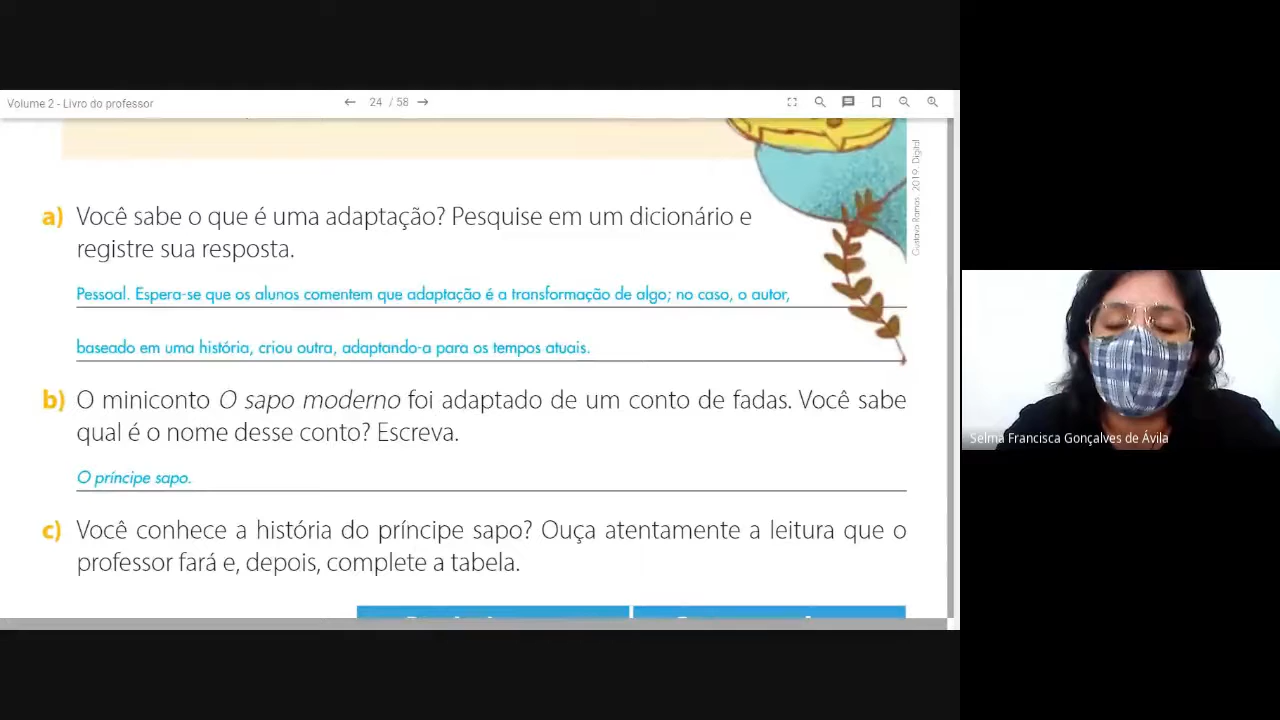 Volume 2 - Livro do professor
24 / 58
Gustavo Ramos. 2019. Digital
a) Você sabe o que é uma adaptação? Pesquise em um dicionário e
registre sua resposta.
Pessoal. Espera-se que os alunos comentem que adaptação é a transformação de algo; no caso, o autor,
baseado em uma história, criou outra, adaptando-a para os tempos atuais.
b) O miniconto O sapo moderno foi adaptado de um conto de fadas. Você sabe
qual é o nome desse conto? Escreva.
O príncipe sapo.
c) Você conhece a história do príncipe sapo? Ouça atentamente a leitura que o
professor fará e, depois, complete a tabela.
Selma Francisca Gonçalves de Ávila